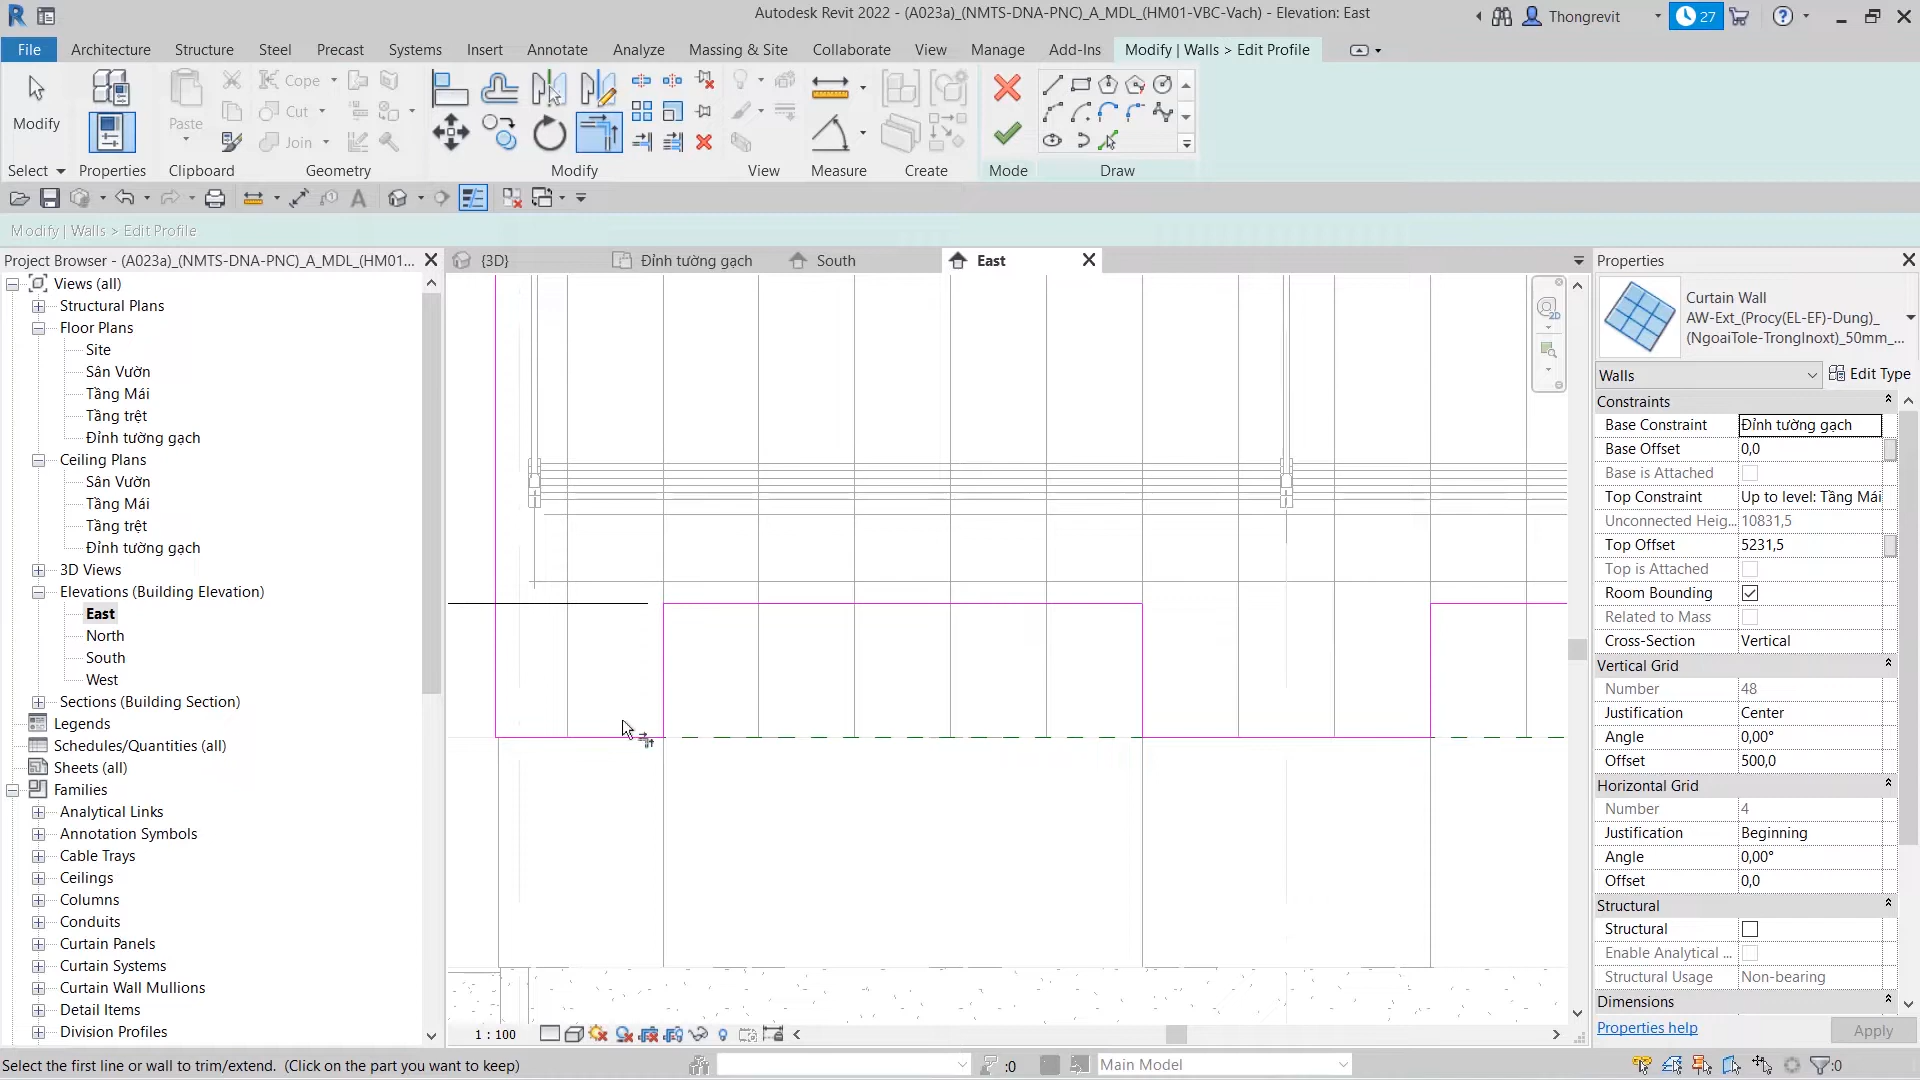 Autodesk Revit 2022 - (A023a)_(NMTS-DNA-PNC)_A_MDL_(HM01-VBC-Vach) - Elevation: East
Thongrevit
27
File
Architecture
Structure
Steel
Precast
Systems
Insert
Annotate
Analyze
Massing & Site
Collaborate
View
Manage
Add-Ins
Modify | Walls > Edit Profile
Modify
Paste
Cope
Cut
Join
Select
Properties
Clipboard
Geometry
Modify
View
Measure
Create
Mode
Draw
Modify | Walls > Edit Profile
Project Browser - (A023a)_(NMTS-DNA-PNC)_A_MDL_(HM01...
{3D}
Đỉnh tường gạch
South
East
Properties
Views (all)
Structural Plans
Floor Plans
Site
Sân Vườn
Tầng Mái
Tầng trệt
Đỉnh tường gạch
Ceiling Plans
Sân Vườn
Tầng Mái
Tầng trệt
Đỉnh tường gạch
3D Views
Elevations (Building Elevation)
East
North
South
West
Sections (Building Section)
Legends
Schedules/Quantities (all)
Sheets (all)
Families
Analytical Links
Annotation Symbols
Cable Trays
Ceilings
Columns
Conduits
Curtain Panels
Curtain Systems
Curtain Wall Mullions
Detail Items
Division Profiles
2D
Curtain Wall
AW-Ext_(Procy(EL-EF)-Dung)_
(NgoaiTole-TrongInoxt)_50mm_...
Walls
Edit Type
Constraints
Base Constraint Đỉnh tường gạch
Base Offset 0,0
Base is Attached
Top Constraint Up to level: Tầng Mái
Unconnected Heig... 10831,5
Top Offset 5231,5
Top is Attached
Room Bounding
Related to Mass
Cross-Section Vertical
Vertical Grid
Number 48
Justification Center
Angle 0,00°
Offset 500,0
Horizontal Grid
Number 4
Justification Beginning
Angle 0,00°
Offset 0,0
Structural
Structural
Enable Analytical ...
Structural Usage Non-bearing
Dimensions
Properties help
Apply
1 : 100
Select the first line or wall to trim/extend. (Click on the part you want to keep)
:0
Main Model
:0